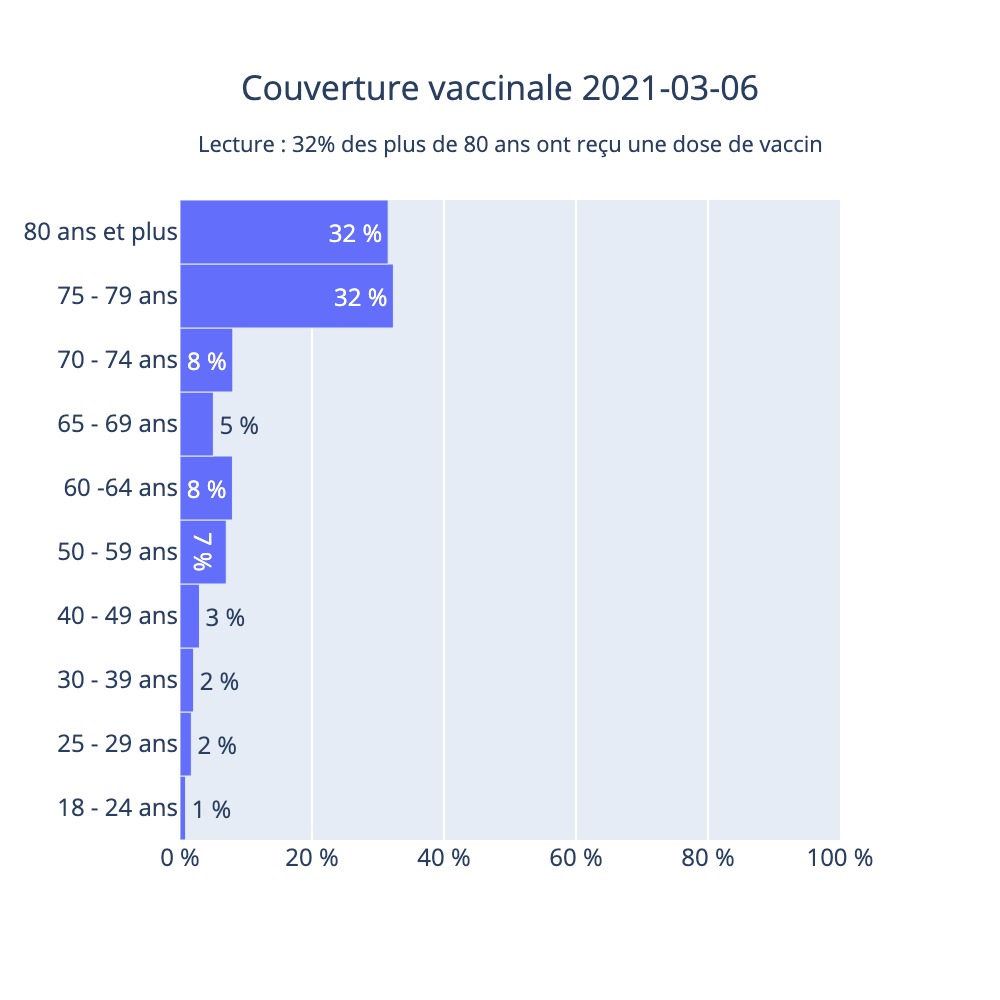 Couverture vaccinale 2021-03-06
Lecture : 32% des plus de 80 ans ont reçu une dose de vaccin
80 ans et plus 32 %
75 - 79 ans 32 %
70 - 74 ans 8 %
65 - 69 ans 5 %
60 -64 ans 8 %
50 - 59 ans 7 %
40 - 49 ans 3 %
30 - 39 ans 2 %
25 - 29 ans 2 %
18 - 24 ans 1 %
0 % 20 % 40 % 60 % 80 % 100 %